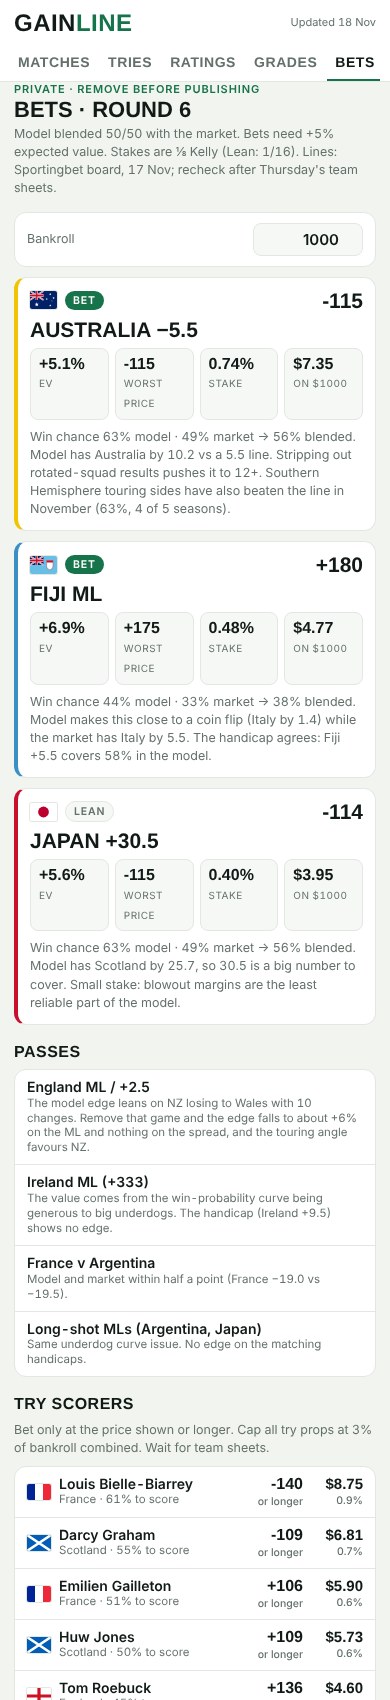 GAINLINE
Updated 18 Nov
MATCHES TRIES RATINGS GRADES BETS
PRIVATE · REMOVE BEFORE PUBLISHING
BETS · ROUND 6
Model blended 50/50 with the market. Bets need +5%
expected value. Stakes are ⅛ Kelly (Lean: 1/16). Lines:
Sportingbet board, 17 Nov; recheck after Thursday's team
sheets.
Bankroll 1000
BET -115
AUSTRALIA −5.5
+5.1% -115 0.74% $7.35
EV WORST PRICE STAKE ON $1000
Win chance 63% model · 49% market → 56% blended.
Model has Australia by 10.2 vs a 5.5 line. Stripping out
rotated-squad results pushes it to 12+. Southern
Hemisphere touring sides have also beaten the line in
November (63%, 4 of 5 seasons).
BET +180
FIJI ML
+6.9% +175 0.48% $4.77
EV WORST PRICE STAKE ON $1000
Win chance 44% model · 33% market → 38% blended.
Model makes this close to a coin flip (Italy by 1.4) while
the market has Italy by 5.5. The handicap agrees: Fiji
+5.5 covers 58% in the model.
LEAN -114
JAPAN +30.5
+5.6% -115 0.40% $3.95
EV WORST PRICE STAKE ON $1000
Win chance 63% model · 49% market → 56% blended.
Model has Scotland by 25.7, so 30.5 is a big number to
cover. Small stake: blowout margins are the least
reliable part of the model.
PASSES
England ML / +2.5
The model edge leans on NZ losing to Wales with 10
changes. Remove that game and the edge falls to about +6%
on the ML and nothing on the spread, and the touring angle
favours NZ.
Ireland ML (+333)
The value comes from the win-probability curve being
generous to big underdogs. The handicap (Ireland +9.5)
shows no edge.
France v Argentina
Model and market within half a point (France −19.0 vs
−19.5).
Long-shot MLs (Argentina, Japan)
Same underdog curve issue. No edge on the matching
handicaps.
TRY SCORERS
Bet only at the price shown or longer. Cap all try props at 3%
of bankroll combined. Wait for team sheets.
Louis Bielle-Biarrey -140 $8.75
France · 61% to score or longer 0.9%
Darcy Graham -109 $6.81
Scotland · 55% to score or longer 0.7%
Emilien Gailleton +106 $5.90
France · 51% to score or longer 0.6%
Huw Jones +109 $5.73
Scotland · 50% to score or longer 0.6%
Tom Roebuck +136 $4.60